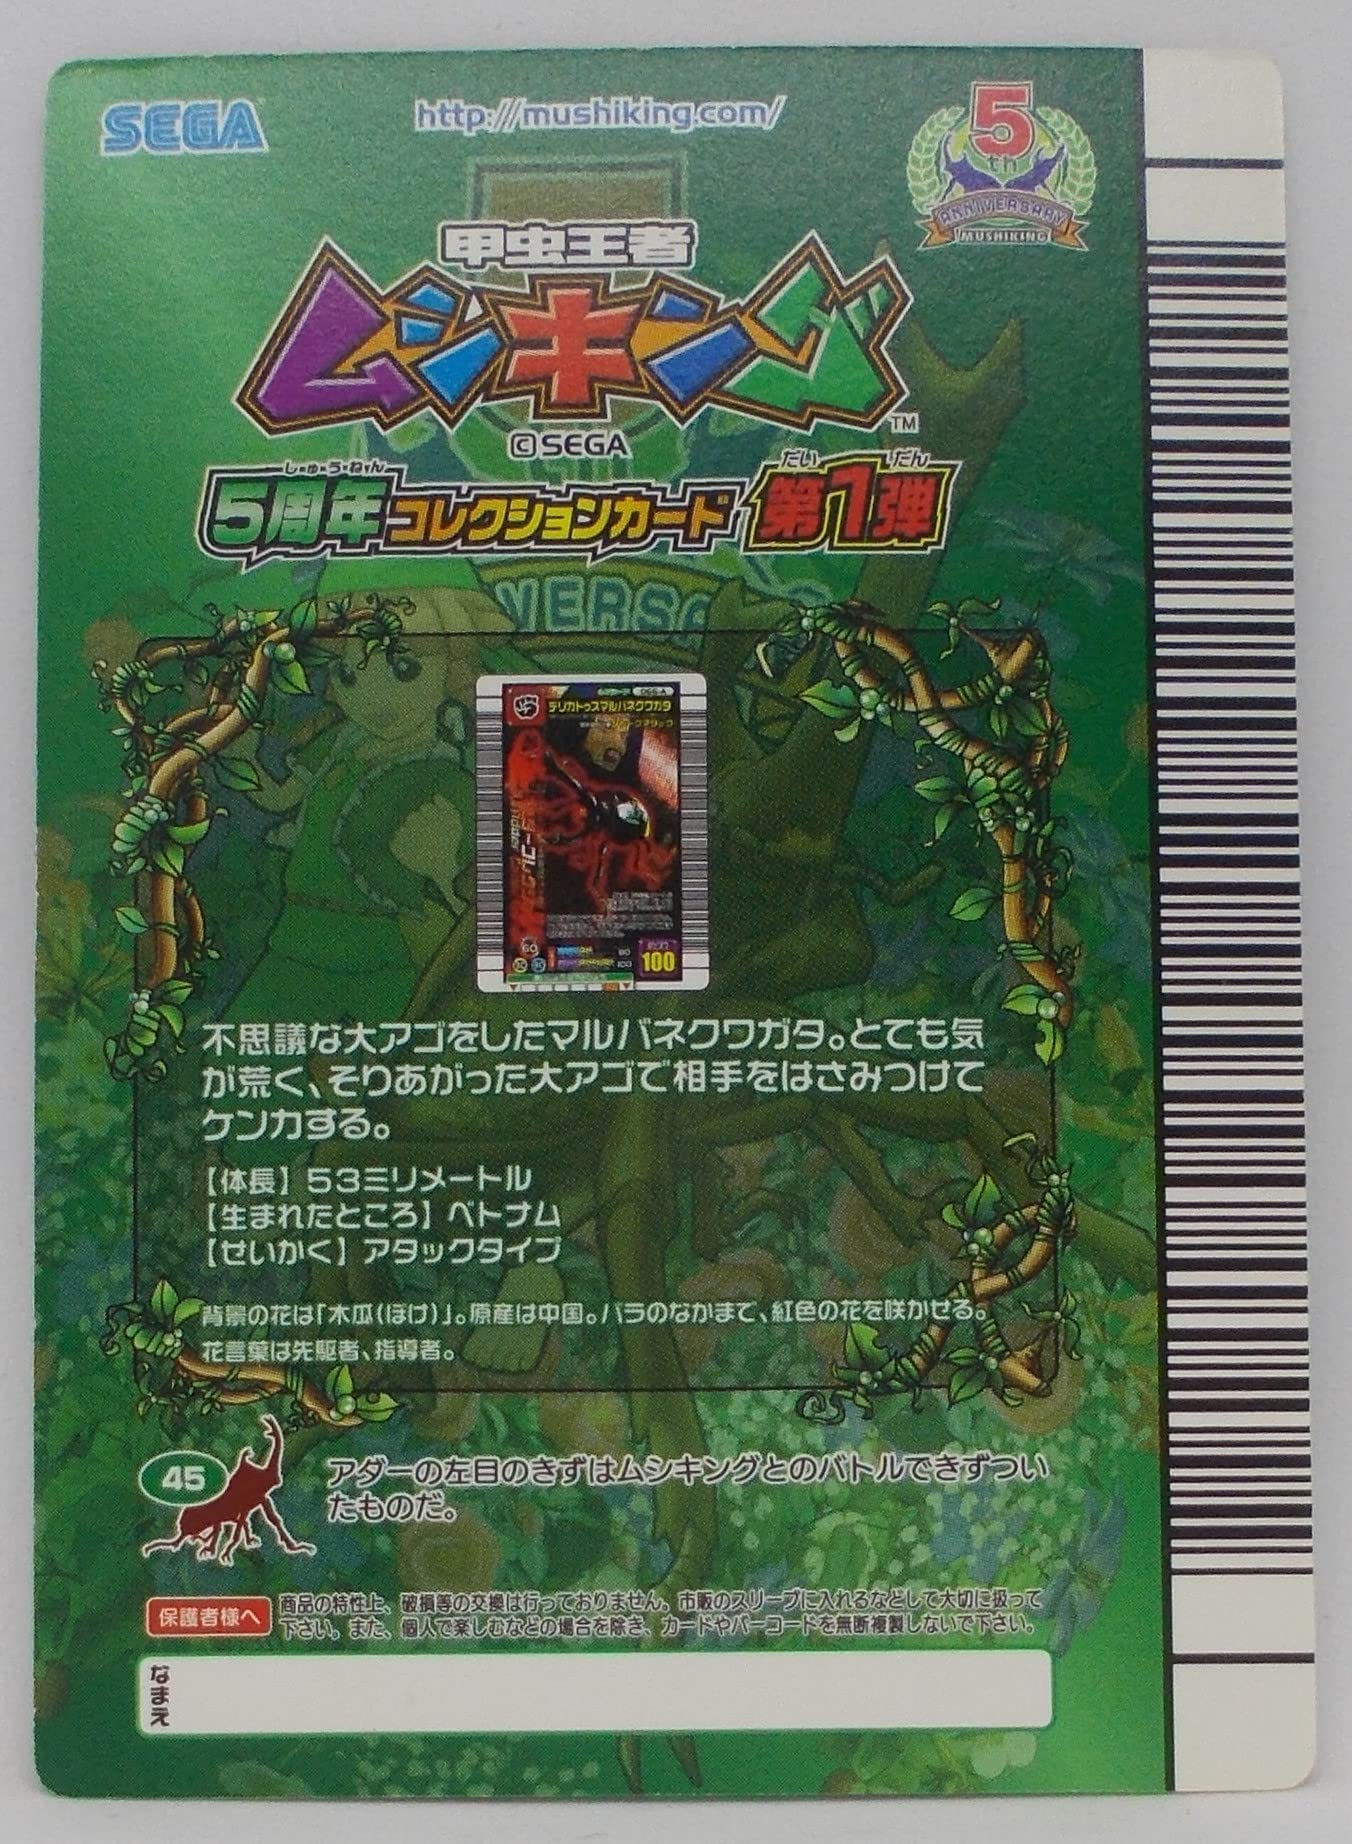 SEGA
http://mushiking.com/
5
th
ANNIVERSARY
MUSHIKING
甲虫王者
ムシキング
TM
©SEGA
しゅうねん
だい だん
5周年コレクションカード 第1弾
VERSA
066-A
デリカトゥスマルバネクワガタ
60
80
100
100
不思議な大アゴをしたマルバネクワガタ。とても気
が荒く、そりあがった大アゴで相手をはさみつけて
ケンカする。
【体長】53ミリメートル
【生まれたところ】ベトナム
【せいかく】アタックタイプ
背景の花は「木瓜(ぼけ)」。原産は中国。バラのなかまで、紅色の花を咲かせる。
花言葉は先駆者、指導者。
45
アダーの左目のきずはムシキングとのバトルできずつい
たものだ。
保護者様へ
商品の特性上、破損等の交換は行っておりません。市販のスリーブに入れるなどして大切に扱って
下さい。また、個人で楽しむなどの場合を除き、カードやバーコードを無断複製しないで下さい。
なまえ